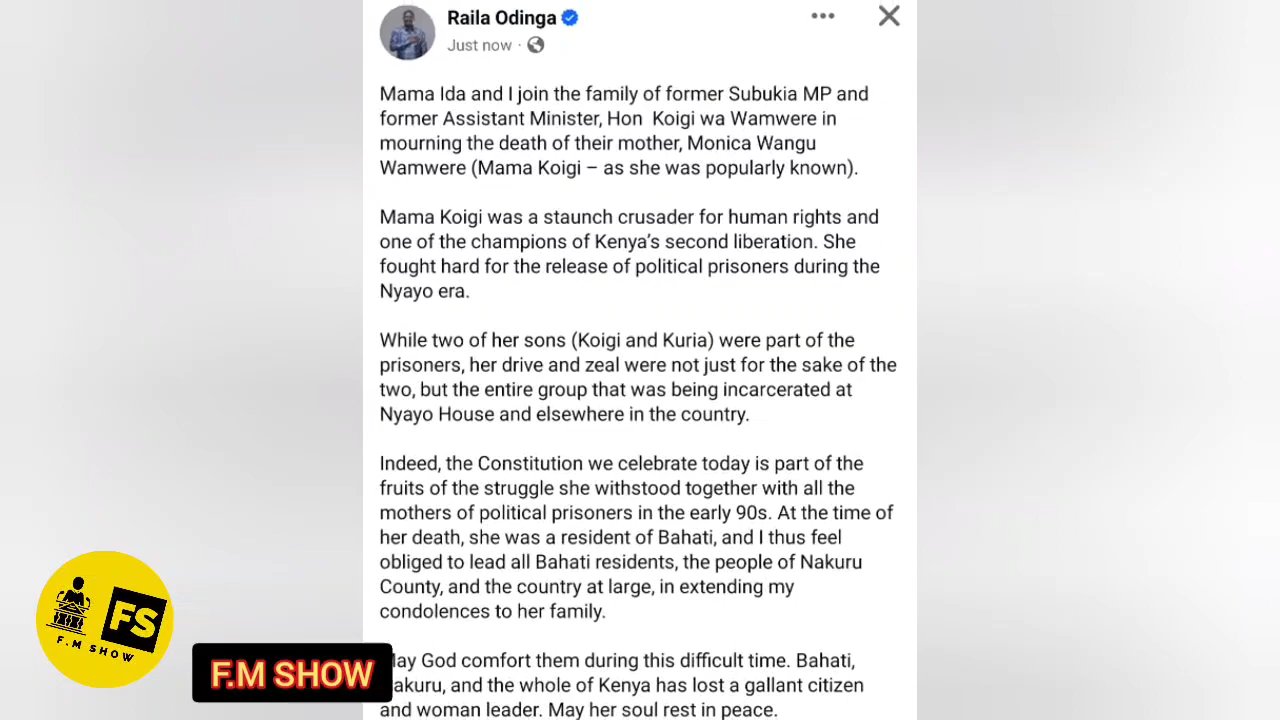 Raila Odinga
Just now ·
Mama Ida and I join the family of former Subukia MP and
former Assistant Minister, Hon Koigi wa Wamwere in
mourning the death of their mother, Monica Wangu
Wamwere (Mama Koigi – as she was popularly known).
Mama Koigi was a staunch crusader for human rights and
one of the champions of Kenya’s second liberation. She
fought hard for the release of political prisoners during the
Nyayo era.
While two of her sons (Koigi and Kuria) were part of the
prisoners, her drive and zeal were not just for the sake of the
two, but the entire group that was being incarcerated at
Nyayo House and elsewhere in the country.
Indeed, the Constitution we celebrate today is part of the
fruits of the struggle she withstood together with all the
mothers of political prisoners in the early 90s. At the time of
her death, she was a resident of Bahati, and I thus feel
obliged to lead all Bahati residents, the people of Nakuru
County, and the country at large, in extending my
condolences to her family.
May God comfort them during this difficult time. Bahati,
Nakuru, and the whole of Kenya has lost a gallant citizen
and woman leader. May her soul rest in peace.
FS
F.M SHOW
F.M SHOW